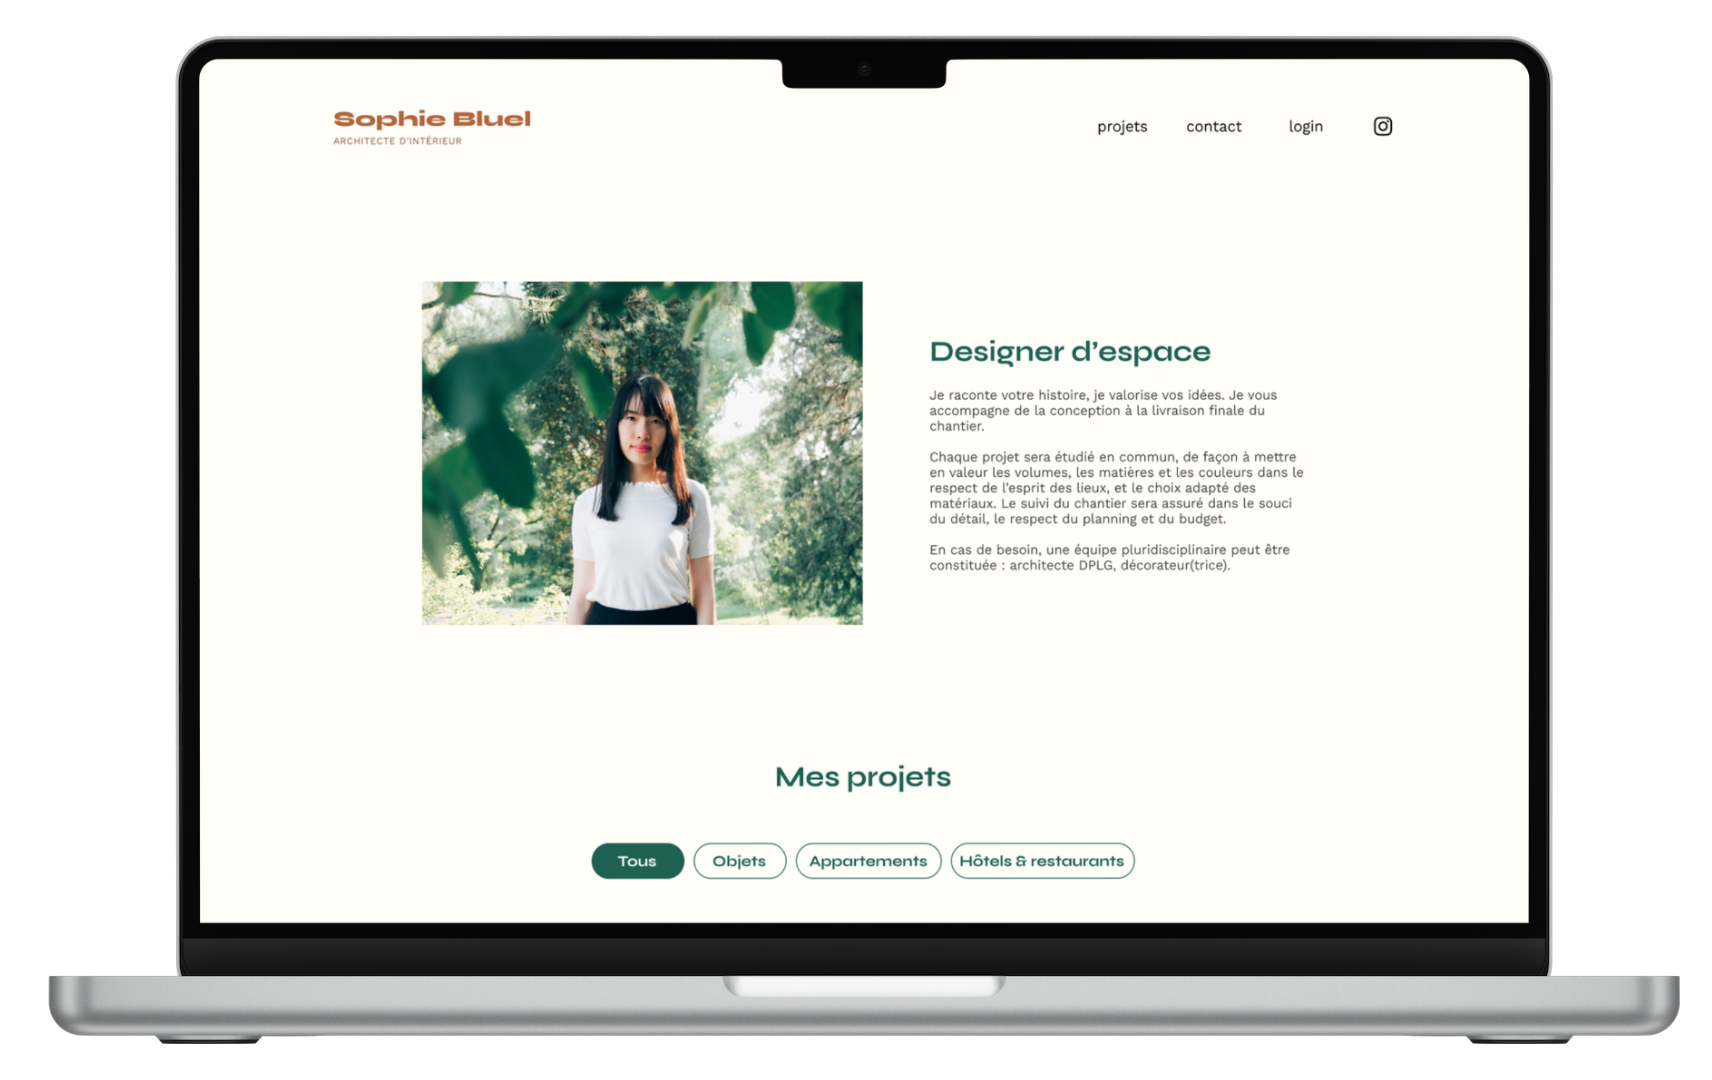 Sophie Bluel
ARCHITECTE D'INTÉRIEUR
projets contact login
Designer d'espace
Je raconte votre histoire, je valorise vos idées. Je vous
accompagne de la conception à la livraison finale du
chantier.
Chaque projet sera étudié en commun, de façon à mettre
en valeur les volumes, les matières et les couleurs dans le
respect de l'esprit des lieux, et le choix adapté des
matériaux. Le suivi du chantier sera assuré dans le souci
du détail, le respect du planning et du budget.
En cas de besoin, une équipe pluridisciplinaire peut être
constituée : architecte DPLG, décorateur(trice).
Mes projets
Tous Objets Appartements Hôtels & restaurants